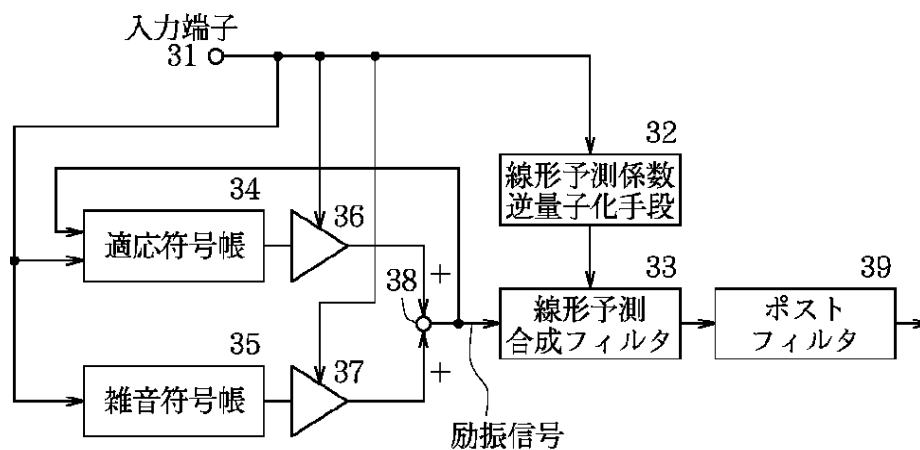 入力端子
31
32
線形予測係数
逆量子化手段
34
適応符号帳
36
38
+
33
線形予測
合成フィルタ
39
ポスト
フィルタ
35
雑音符号帳
37
+
励振信号